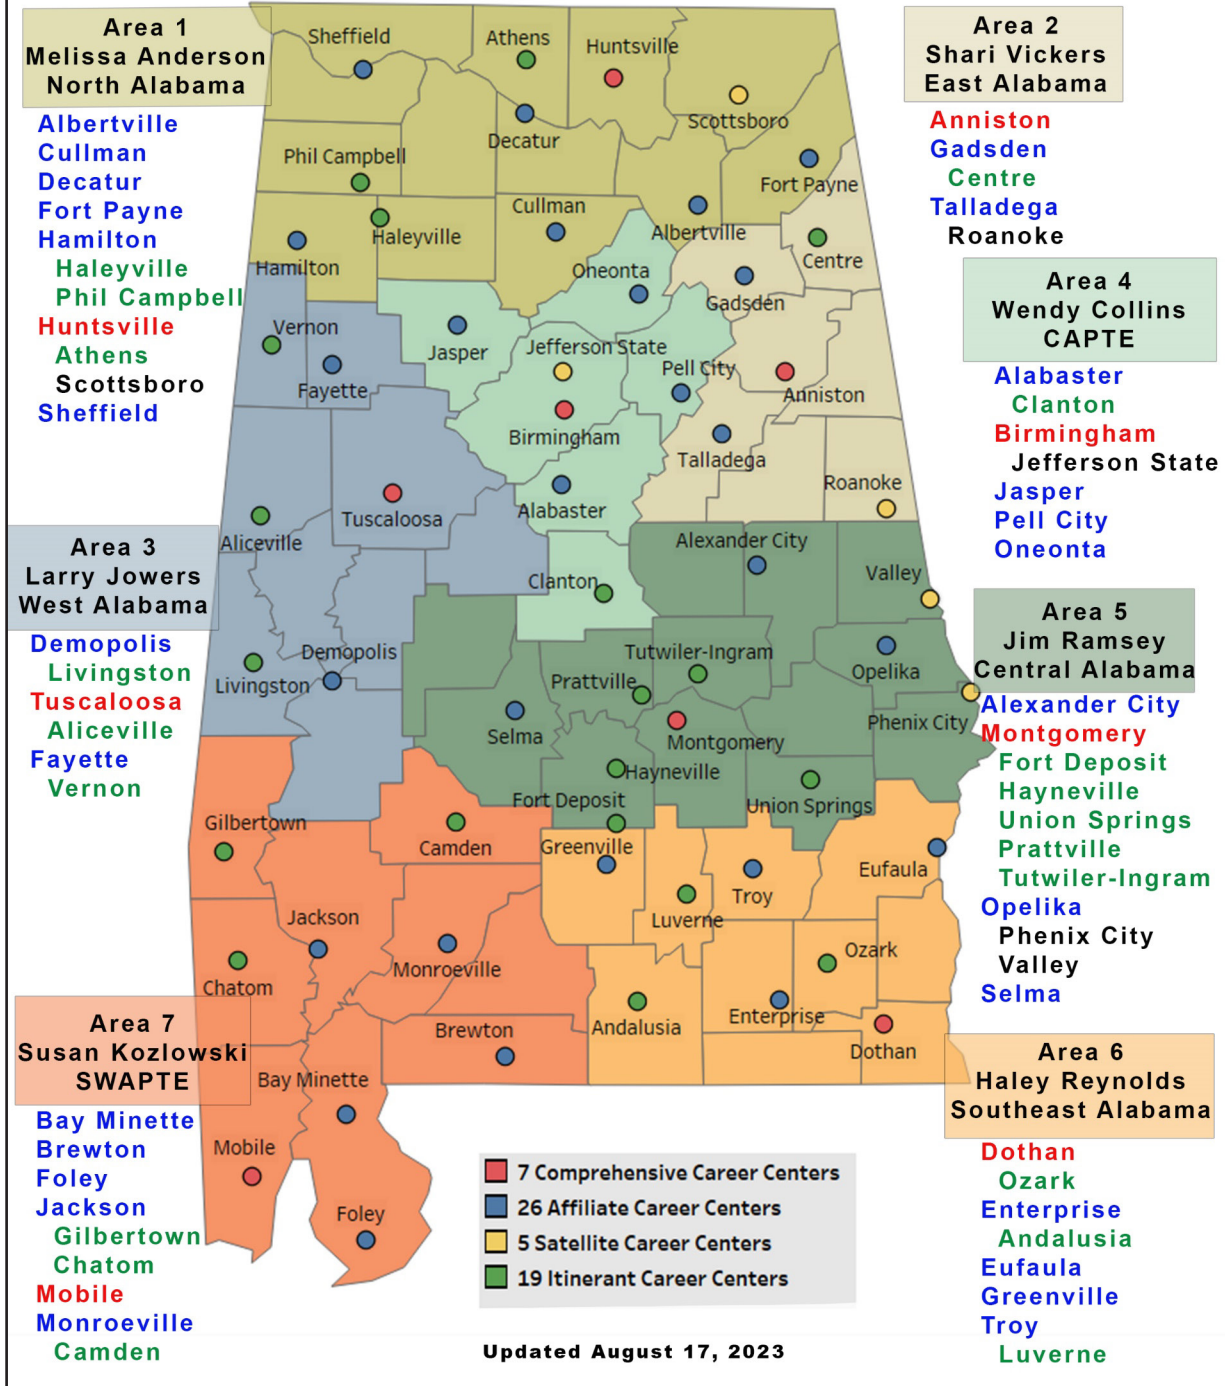 Area 1
Melissa Anderson
North Alabama
Albertville
Cullman
Decatur
Fort Payne
Hamilton
Haleyville
Phil Campbell
Huntsville
Athens
Scottsboro
Sheffield
Area 2
Shari Vickers
East Alabama
Anniston
Gadsden
Centre
Talladega
Roanoke
Area 4
Wendy Collins
CAPTE
Alabaster
Clanton
Birmingham
Jefferson State
Jasper
Pell City
Oneonta
Area 3
Larry Jowers
West Alabama
Demopolis
Livingston
Tuscaloosa
Aliceville
Fayette
Vernon
Area 5
Jim Ramsey
Central Alabama
Alexander City
Montgomery
Fort Deposit
Hayneville
Union Springs
Prattville
Tutwiler-Ingram
Opelika
Phenix City
Valley
Selma
Area 7
Susan Kozlowski
SWAPTE
Bay Minette
Brewton
Foley
Jackson
Gilbertown
Chatom
Mobile
Monroeville
Camden
Area 6
Haley Reynolds
Southeast Alabama
Dothan
Ozark
Enterprise
Andalusia
Eufaula
Greenville
Troy
Luverne
Sheffield
Athens
Huntsville
Scottsboro
Decatur
Phil Campbell
Fort Payne
Cullman
Haleyville
Albertville
Hamilton
Centre
Oneonta
Gadsden
Vernon
Jasper
Jefferson State
Pell City
Fayette
Anniston
Birmingham
Talladega
Roanoke
Tuscaloosa
Alabaster
Aliceville
Alexander City
Valley
Clanton
Demopolis
Tutwiler-Ingram
Opelika
Livingston
Prattville
Selma
Phenix City
Montgomery
Hayneville
Fort Deposit
Union Springs
Gilbertown
Camden
Greenville
Eufaula
Troy
Jackson
Luverne
Monroeville
Ozark
Chatom
Enterprise
Brewton
Andalusia
Dothan
Bay Minette
Mobile
Foley
7 Comprehensive Career Centers
26 Affiliate Career Centers
5 Satellite Career Centers
19 Itinerant Career Centers
Updated August 17, 2023